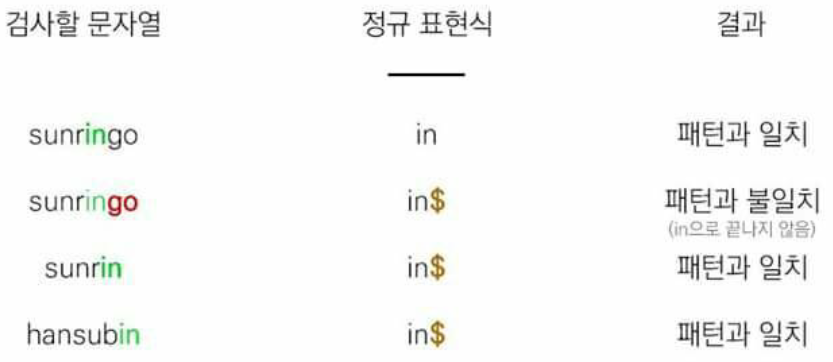 검사할 문자열 정규 표현식 결과
sunringo in 패턴과 일치
sunringo in$ 패턴과 불일치
(in으로 끝나지 않음)
sunrin in$ 패턴과 일치
hansubin in$ 패턴과 일치